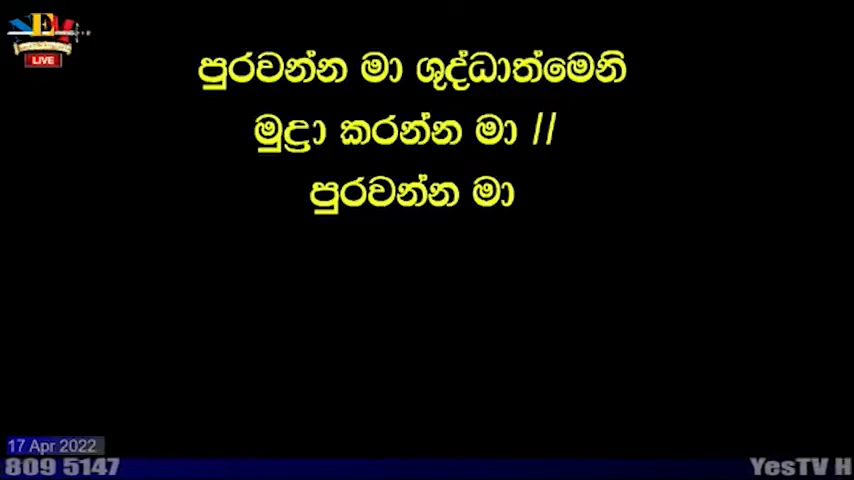 LIVE
පුරවන්න මා ශුද්ධාත්මෙනි
මුද්‍රා කරන්න මා //
පුරවන්න මා
17 Apr 2022
809 5147
YesTV H